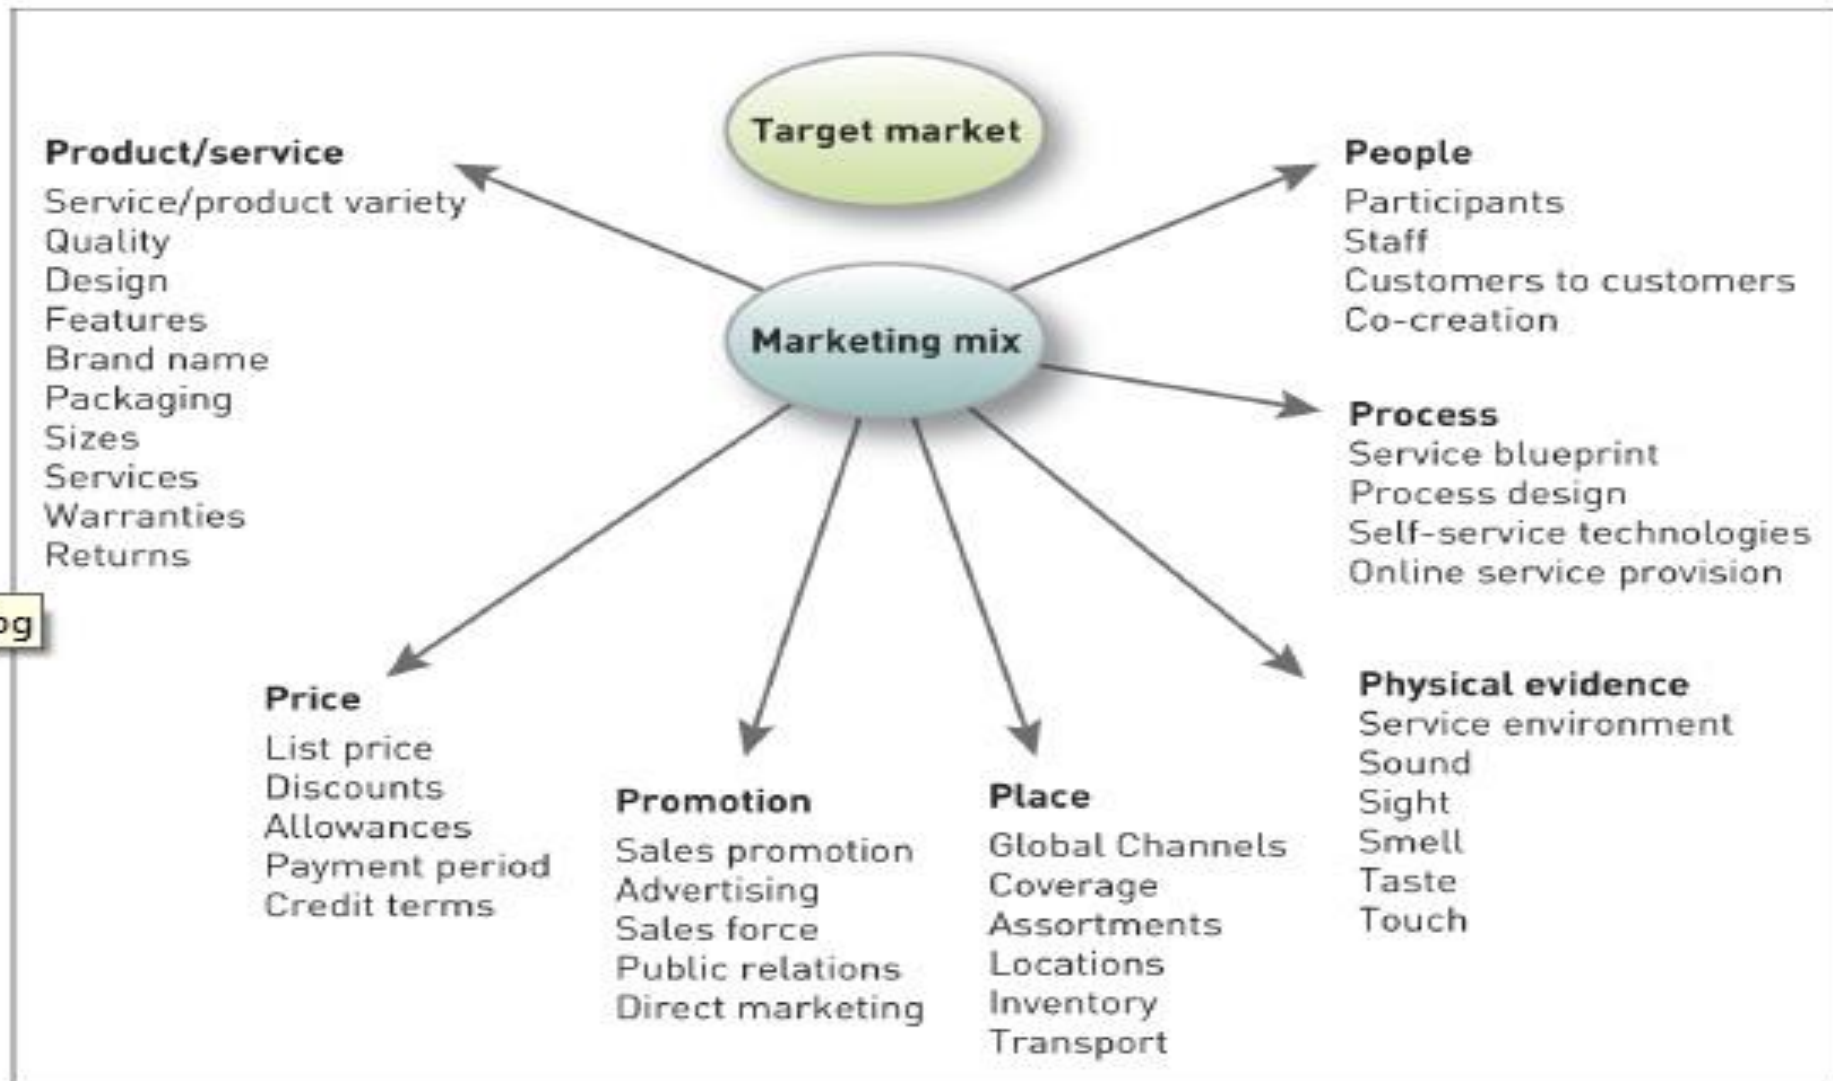 Target market
Marketing mix
Product/service
Service/product variety
Quality
Design
Features
Brand name
Packaging
Sizes
Services
Warranties
Returns
Price
List price
Discounts
Allowances
Payment period
Credit terms
Promotion
Sales promotion
Advertising
Sales force
Public relations
Direct marketing
Place
Global Channels
Coverage
Assortments
Locations
Inventory
Transport
People
Participants
Staff
Customers to customers
Co-creation
Process
Service blueprint
Process design
Self-service technologies
Online service provision
Physical evidence
Service environment
Sound
Sight
Smell
Taste
Touch